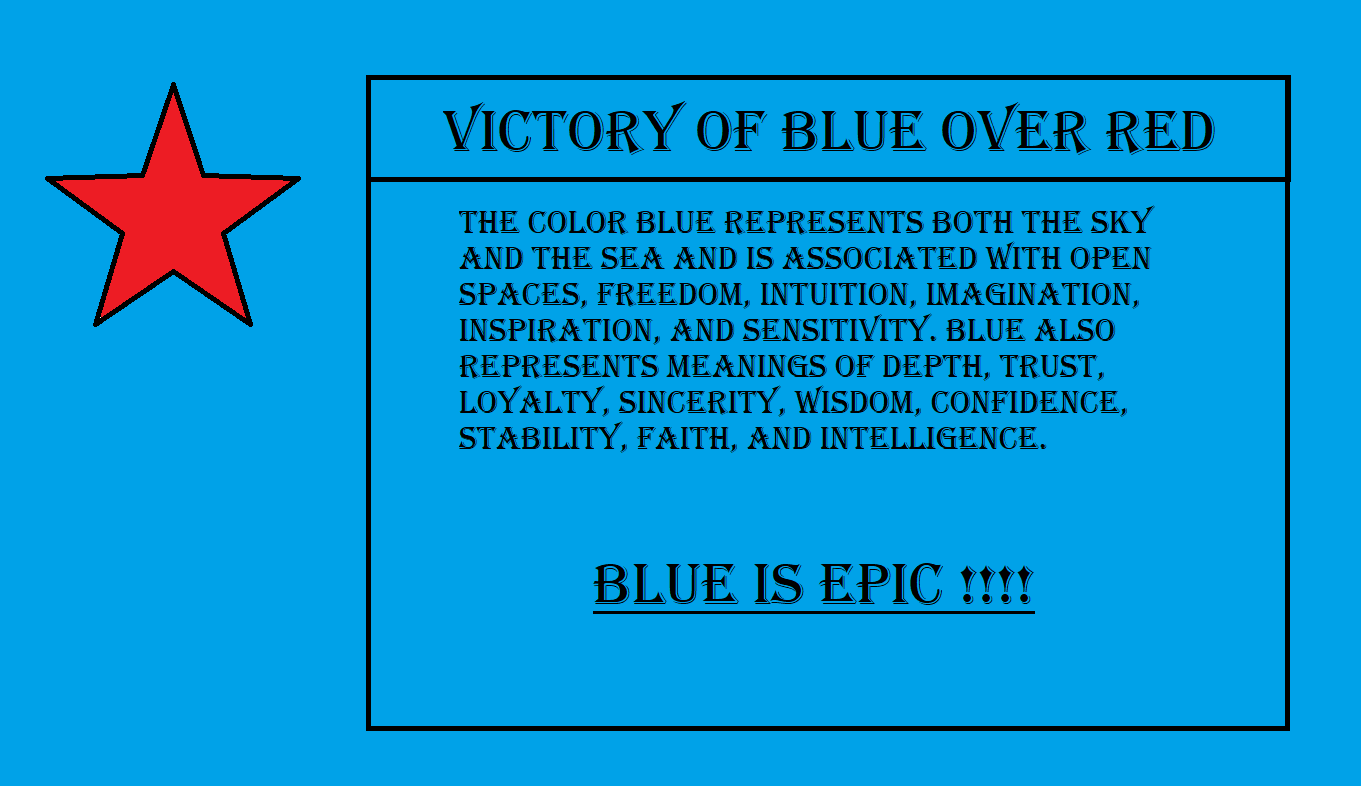 VICTORY OF BLUE OVER RED
THE COLOR BLUE REPRESENTS BOTH THE SKY
AND THE SEA AND IS ASSOCIATED WITH OPEN
SPACES, FREEDOM, INTUITION, IMAGINATION,
INSPIRATION, AND SENSITIVITY. BLUE ALSO
REPRESENTS MEANINGS OF DEPTH, TRUST,
LOYALTY, SINCERITY, WISDOM, CONFIDENCE,
STABILITY, FAITH, AND INTELLIGENCE.
BLUE IS EPIC !!!!